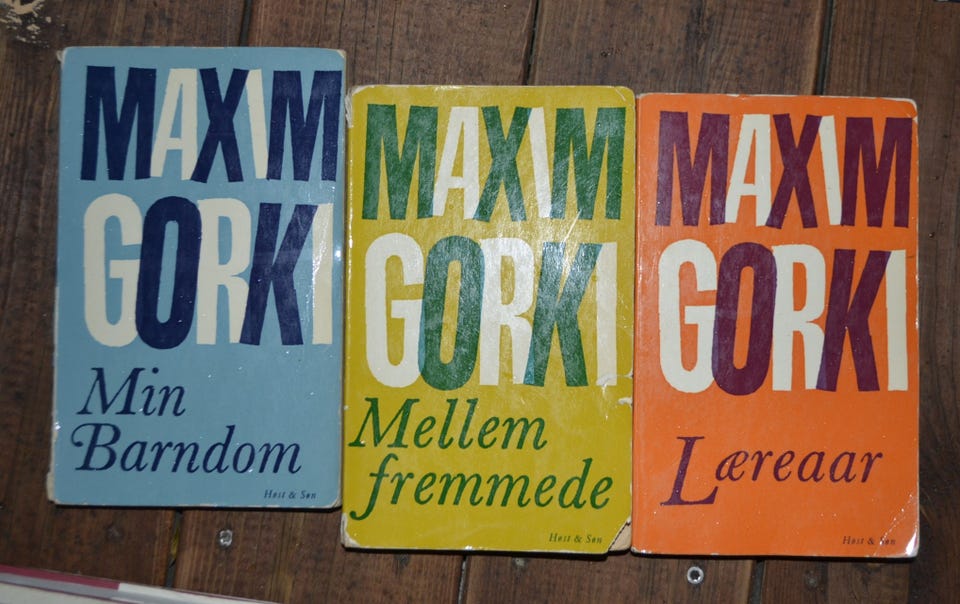 MAXIM
GORKI
Min
Barndom
Høst & Søn
MAXIM
GORKI
Mellem
fremmede
Høst & Søn
MAXIM
GORKI
Læreaar
Høst & Søn